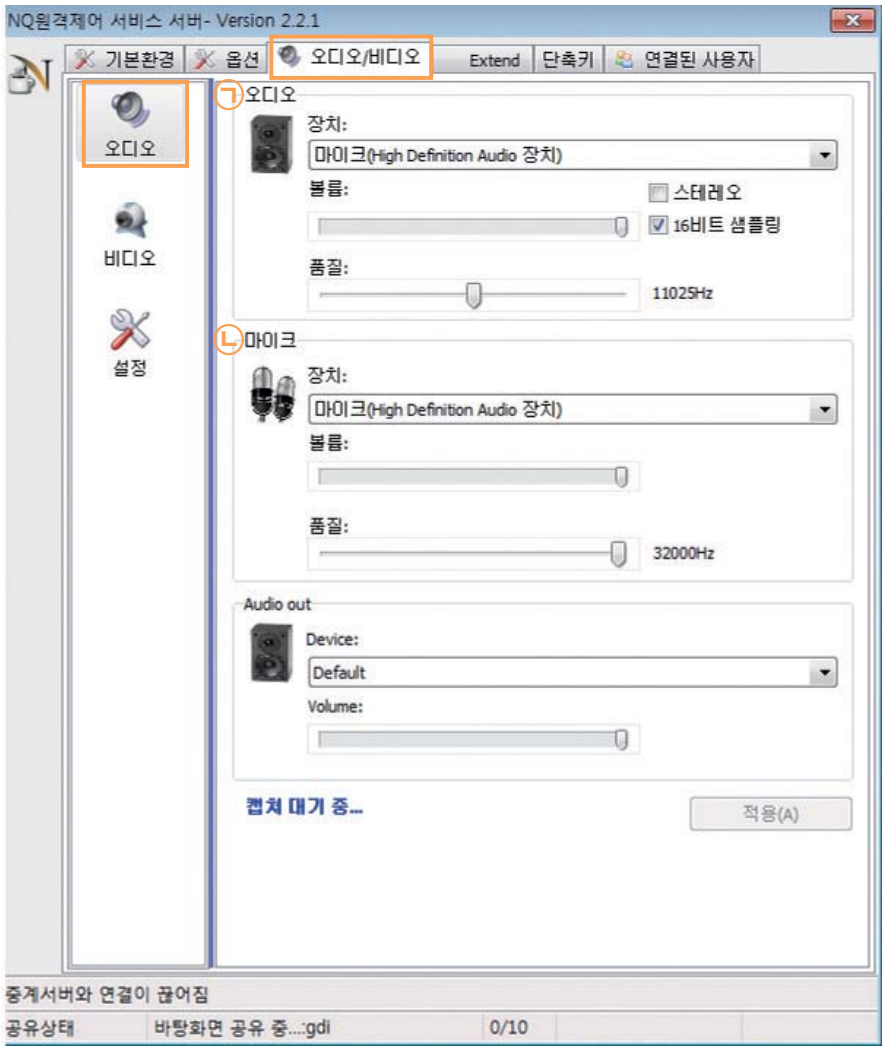 NQ원격제어 서비스 서버- Version 2.2.1
기본환경 옵션 오디오/비디오 Extend 단축키 연결된 사용자
오디오
비디오
설정
㉠ 오디오
장치:
마이크(High Definition Audio 장치)
볼륨:
스테레오
16비트 샘플링
품질:
11025Hz
㉡ 마이크
장치:
마이크(High Definition Audio 장치)
볼륨:
품질:
32000Hz
Audio out
Device:
Default
Volume:
캡쳐 대기 중...
적용(A)
중계서버와 연결이 끊어짐
공유상태 바탕화면 공유 중...:gdi 0/10